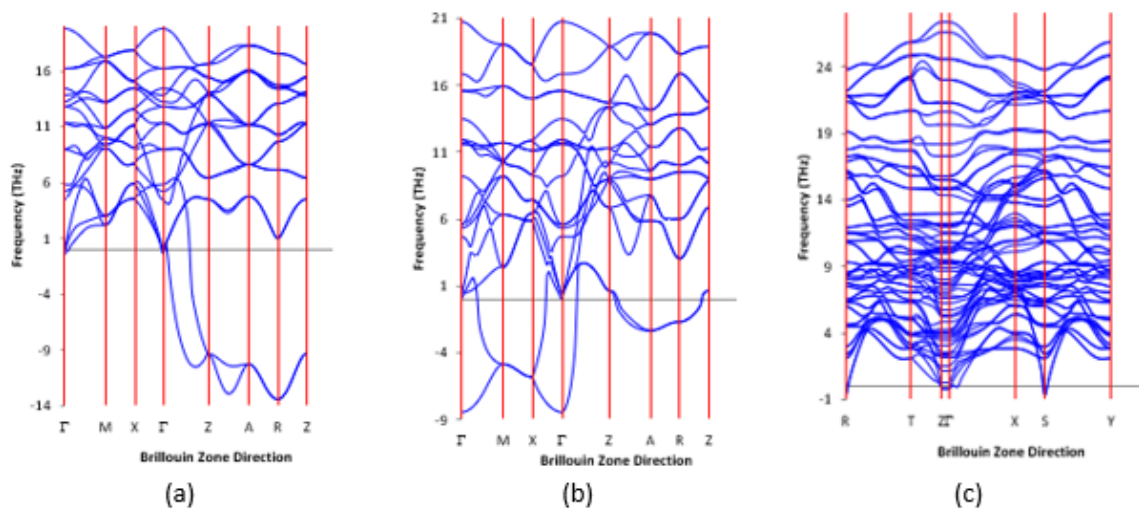 16
11
6
1
-4
-9
-14
Frequency (THz)
Γ M X Γ Z A R Z
Brillouin Zone Direction
(a)
21
16
11
6
1
-4
-9
Frequency (THz)
Γ M X Γ Z A R Z
Brillouin Zone Direction
(b)
24
19
14
9
4
-1
Frequency (THz)
R T Z Γ X S Y
Brillouin Zone Direction
(c)